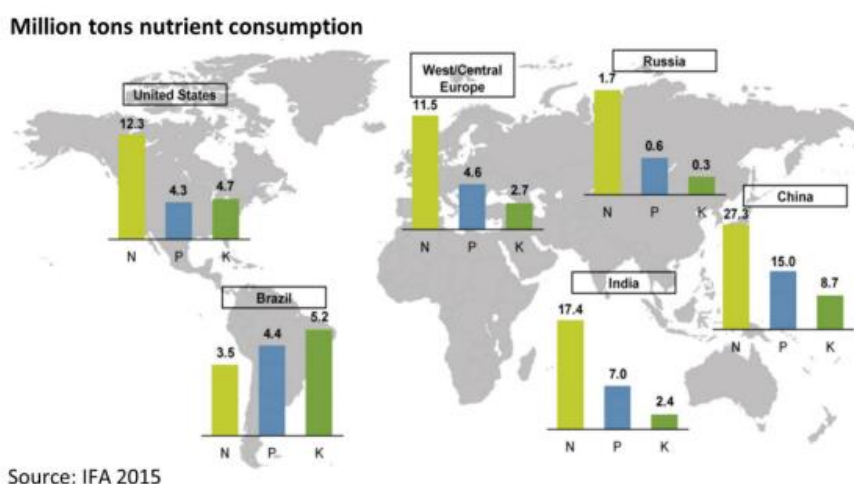 Million tons nutrient consumption
United States
12.3
4.3
4.7
N P K
West/Central
Europe
11.5
4.6
2.7
N P K
Russia
1.7
0.6
0.3
N P K
China
27.3
15.0
8.7
N P K
Brazil
3.5
4.4
5.2
N P K
India
17.4
7.0
2.4
N P K
Source: IFA 2015